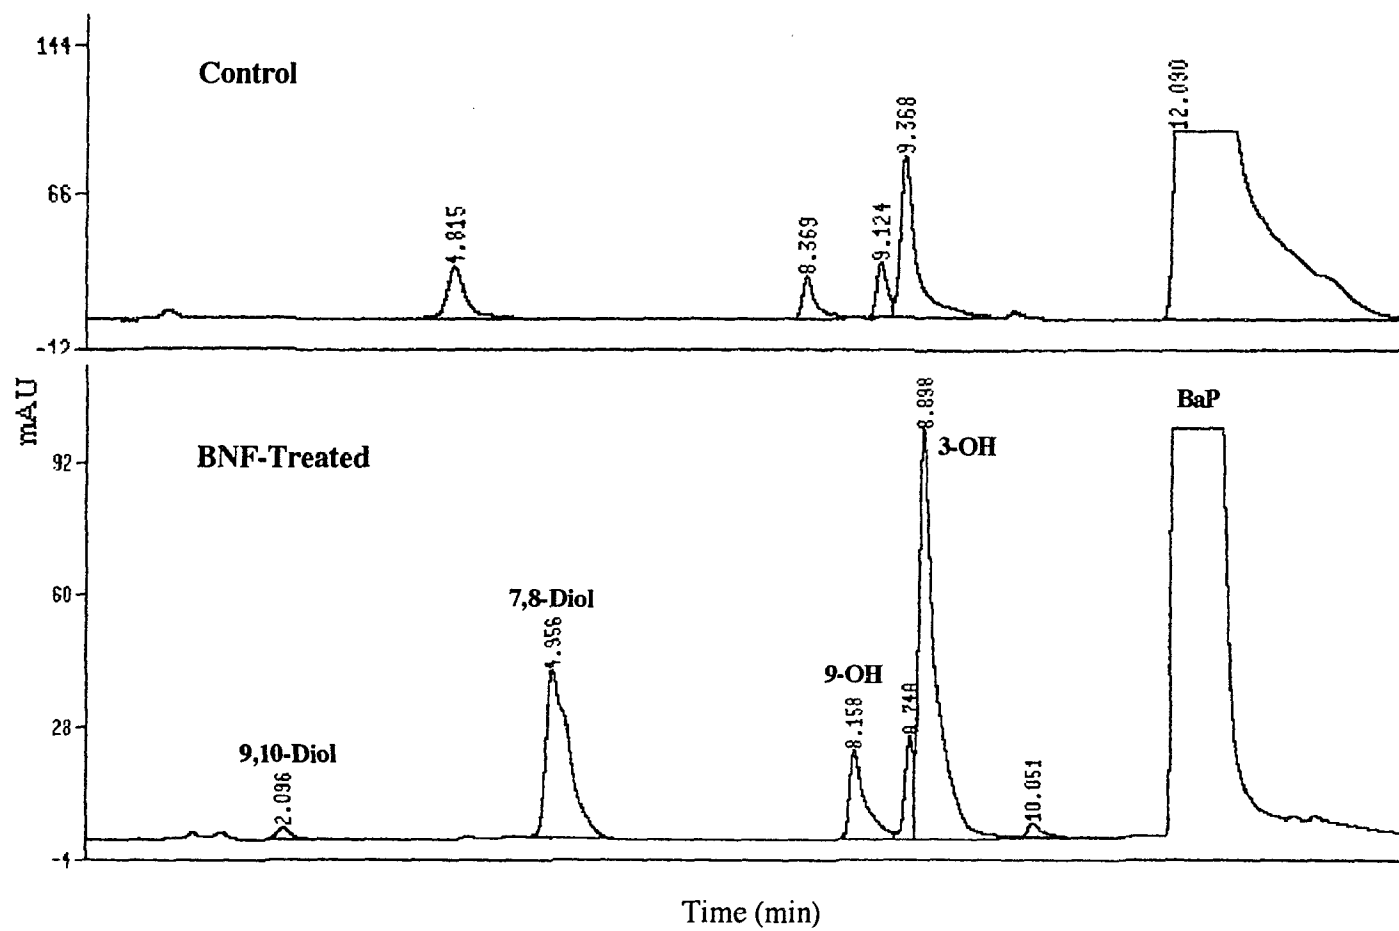 144
Control
66
-12
4.815
8.369
9.124
9.368
12.090
mAU
BNF-Treated
92
60
28
-4
9,10-Diol
2.096
7,8-Diol
4.956
9-OH
8.158
8.898
3-OH
10.051
BaP
Time (min)